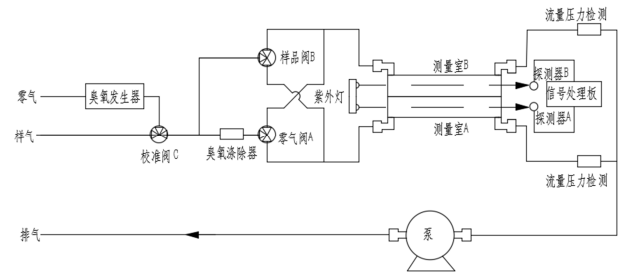 流量压力检测
样品阀B
测量室B
探测器B
紫外灯
信号处理板
零气
臭氧发生器
探测器A
样气
零气阀A
测量室A
校准阀C
臭氧涤除器
流量压力检测
排气
泵